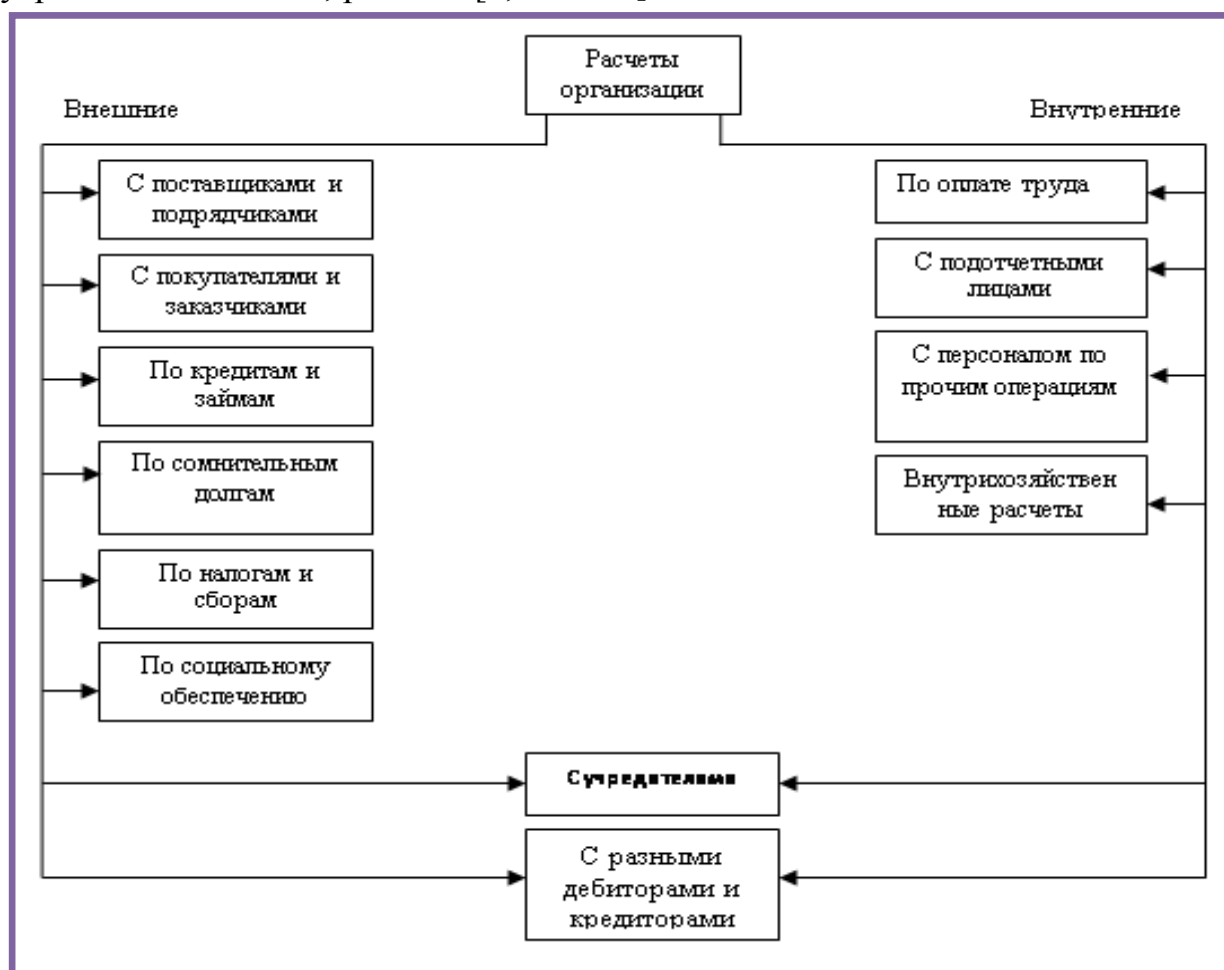 Расчеты
организации
Внешние
Внутренние
С поставщиками и
подрядчиками
С покупателями и
заказчиками
По кредитам и
займам
По сомнительным
долгам
По налогам и
сборам
По социальному
обеспечению
По оплате труда
С подотчетными
лицами
С персоналом по
прочим операциям
Внутрихозяйствен
ные расчеты
С учредителями
С разными
дебиторами и
кредиторами